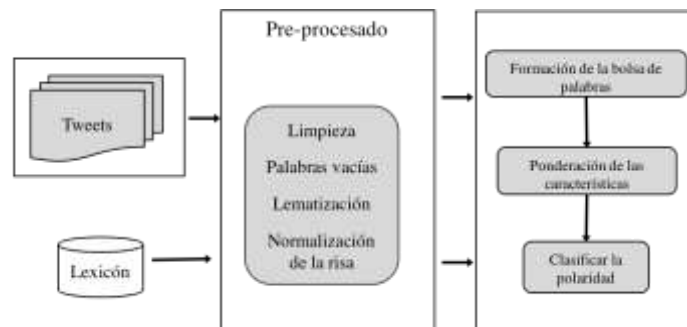 Pre-procesado
Tweets
Lexicón
Limpieza
Palabras vacías
Lematización
Normalización
de la risa
Formación de la bolsa de
palabras
Ponderación de las
características
Clasificar la
polaridad